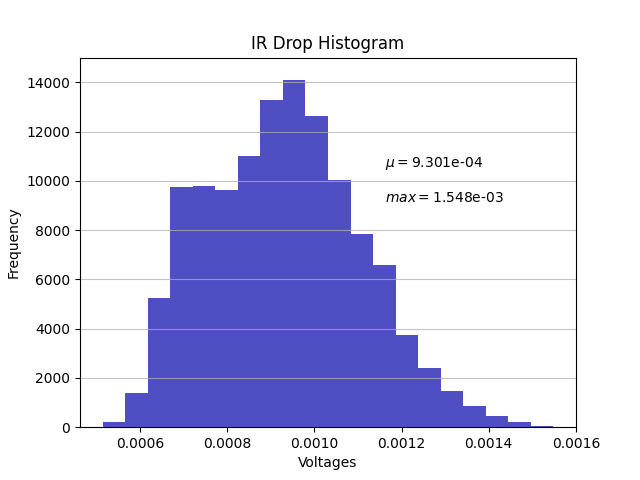 IR Drop Histogram
14000
12000
10000
8000
6000
4000
2000
0
Frequency
μ = 9.301e-04
max = 1.548e-03
0.0006 0.0008 0.0010 0.0012 0.0014 0.0016
Voltages